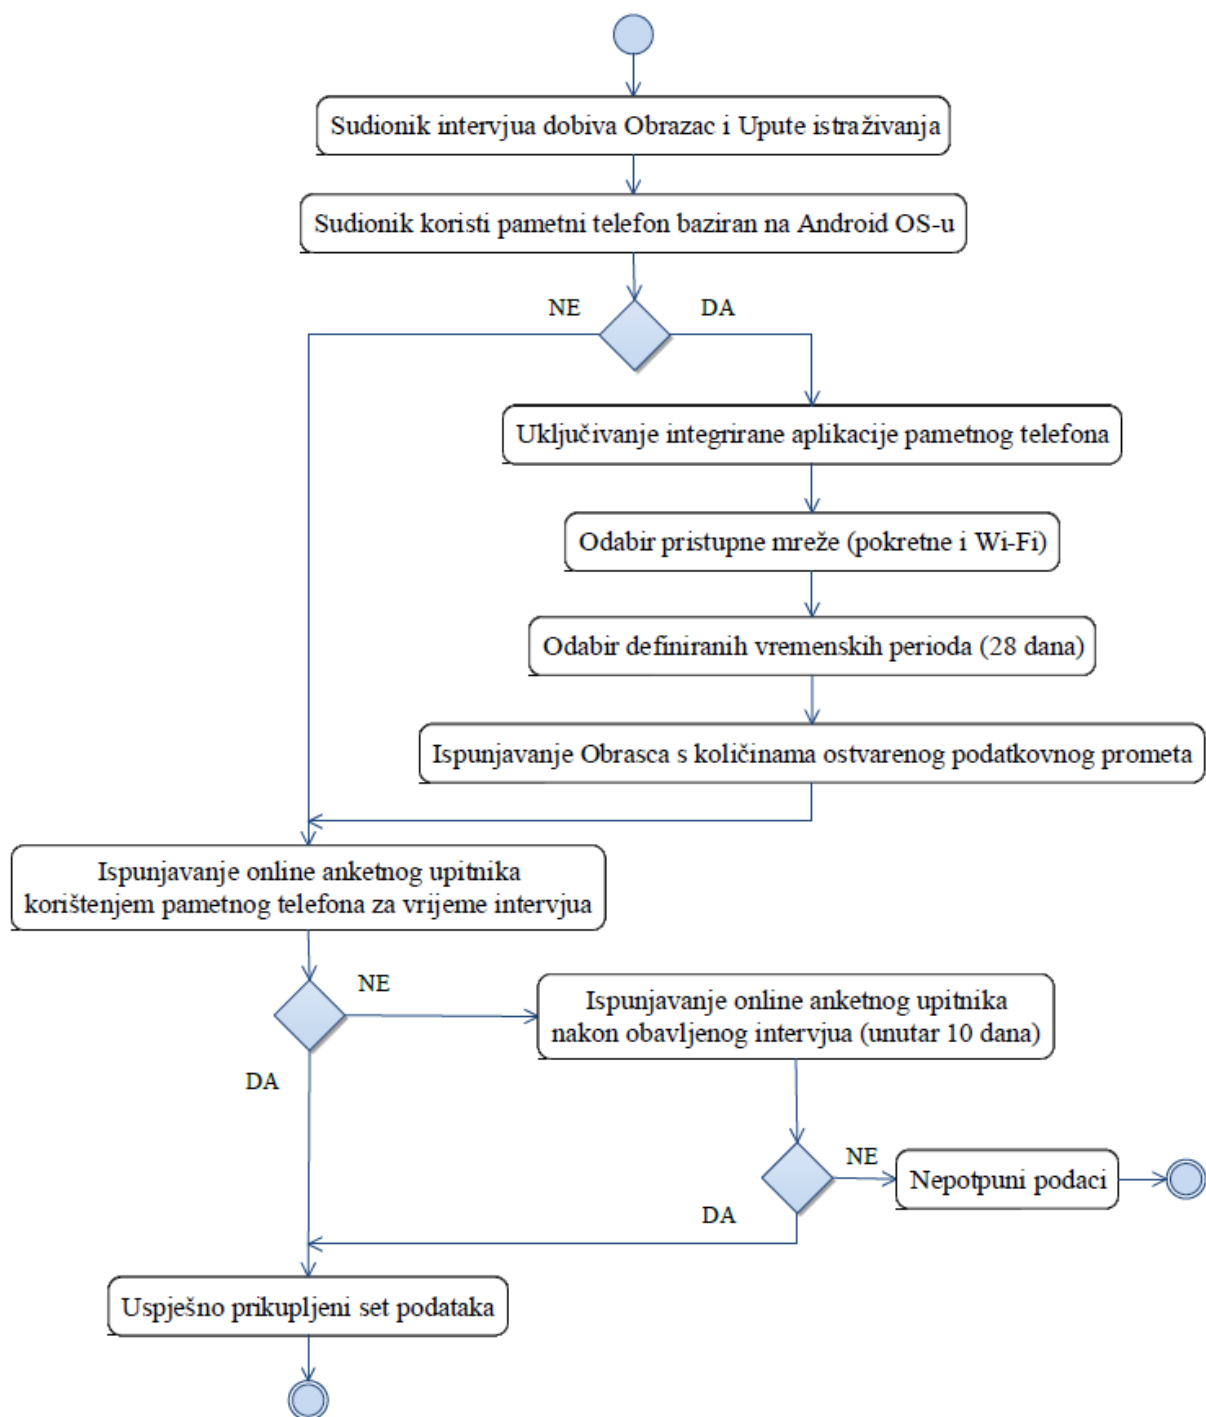 Sudionik intervjua dobiva Obrazac i Upute istraživanja
Sudionik koristi pametni telefon baziran na Android OS-u
NE
DA
Uključivanje integrirane aplikacije pametnog telefona
Odabir pristupne mreže (pokretne i Wi-Fi)
Odabir definiranih vremenskih perioda (28 dana)
Ispunjavanje Obrasca s količinama ostvarenog podatkovnog prometa
Ispunjavanje online anketnog upitnika
korištenjem pametnog telefona za vrijeme intervjua
NE
Ispunjavanje online anketnog upitnika
nakon obavljenog intervjua (unutar 10 dana)
DA
NE
Nepotpuni podaci
DA
Uspješno prikupljeni set podataka